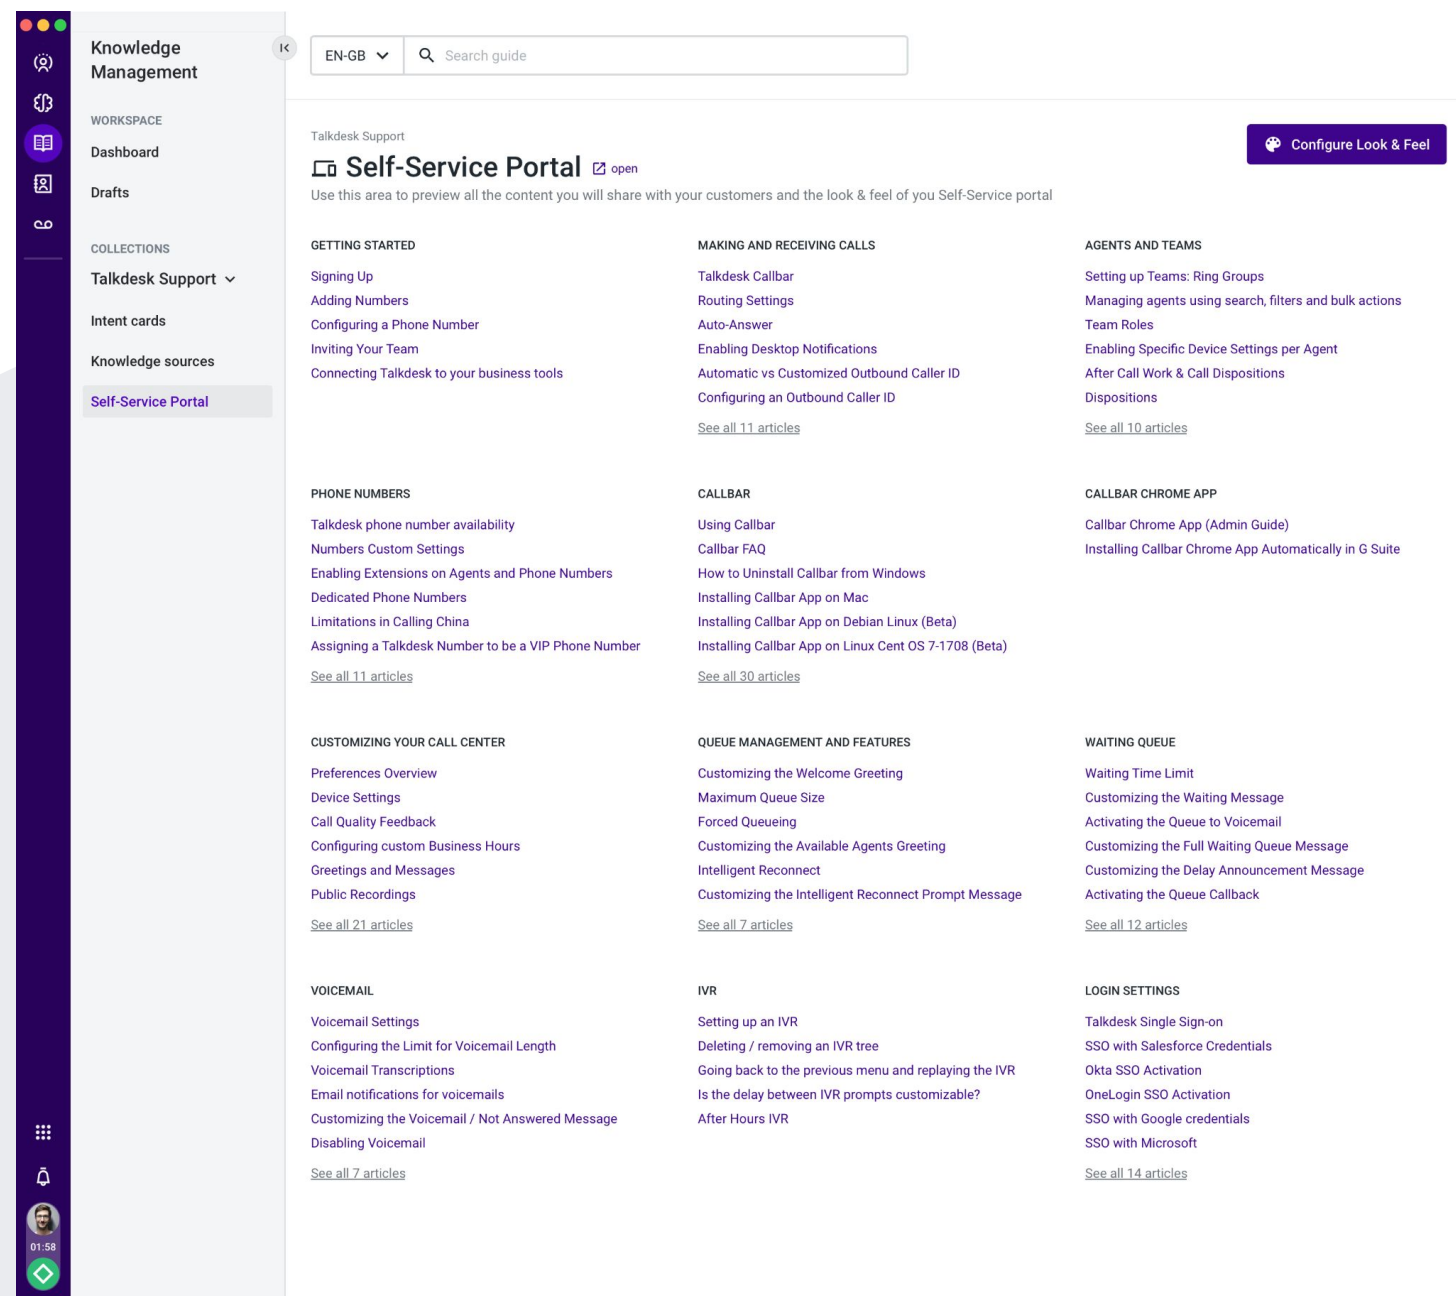 Knowledge
Management
WORKSPACE
Dashboard
Drafts
COLLECTIONS
Talkdesk Support
Intent cards
Knowledge sources
Self-Service Portal
01:58
EN-GB
Search guide
Talkdesk Support
Self-Service Portal open
Configure Look & Feel
Use this area to preview all the content you will share with your customers and the look & feel of you Self-Service portal
GETTING STARTED
Signing Up
Adding Numbers
Configuring a Phone Number
Inviting Your Team
Connecting Talkdesk to your business tools
MAKING AND RECEIVING CALLS
Talkdesk Callbar
Routing Settings
Auto-Answer
Enabling Desktop Notifications
Automatic vs Customized Outbound Caller ID
Configuring an Outbound Caller ID
See all 11 articles
AGENTS AND TEAMS
Setting up Teams: Ring Groups
Managing agents using search, filters and bulk actions
Team Roles
Enabling Specific Device Settings per Agent
After Call Work & Call Dispositions
Dispositions
See all 10 articles
PHONE NUMBERS
Talkdesk phone number availability
Numbers Custom Settings
Enabling Extensions on Agents and Phone Numbers
Dedicated Phone Numbers
Limitations in Calling China
Assigning a Talkdesk Number to be a VIP Phone Number
See all 11 articles
CALLBAR
Using Callbar
Callbar FAQ
How to Uninstall Callbar from Windows
Installing Callbar App on Mac
Installing Callbar App on Debian Linux (Beta)
Installing Callbar App on Linux Cent OS 7-1708 (Beta)
See all 30 articles
CALLBAR CHROME APP
Callbar Chrome App (Admin Guide)
Installing Callbar Chrome App Automatically in G Suite
CUSTOMIZING YOUR CALL CENTER
Preferences Overview
Device Settings
Call Quality Feedback
Configuring custom Business Hours
Greetings and Messages
Public Recordings
See all 21 articles
QUEUE MANAGEMENT AND FEATURES
Customizing the Welcome Greeting
Maximum Queue Size
Forced Queueing
Customizing the Available Agents Greeting
Intelligent Reconnect
Customizing the Intelligent Reconnect Prompt Message
See all 7 articles
WAITING QUEUE
Waiting Time Limit
Customizing the Waiting Message
Activating the Queue to Voicemail
Customizing the Full Waiting Queue Message
Customizing the Delay Announcement Message
Activating the Queue Callback
See all 12 articles
VOICEMAIL
Voicemail Settings
Configuring the Limit for Voicemail Length
Voicemail Transcriptions
Email notifications for voicemails
Customizing the Voicemail / Not Answered Message
Disabling Voicemail
See all 7 articles
IVR
Setting up an IVR
Deleting / removing an IVR tree
Going back to the previous menu and replaying the IVR
Is the delay between IVR prompts customizable?
After Hours IVR
LOGIN SETTINGS
Talkdesk Single Sign-on
SSO with Salesforce Credentials
Okta SSO Activation
OneLogin SSO Activation
SSO with Google credentials
SSO with Microsoft
See all 14 articles